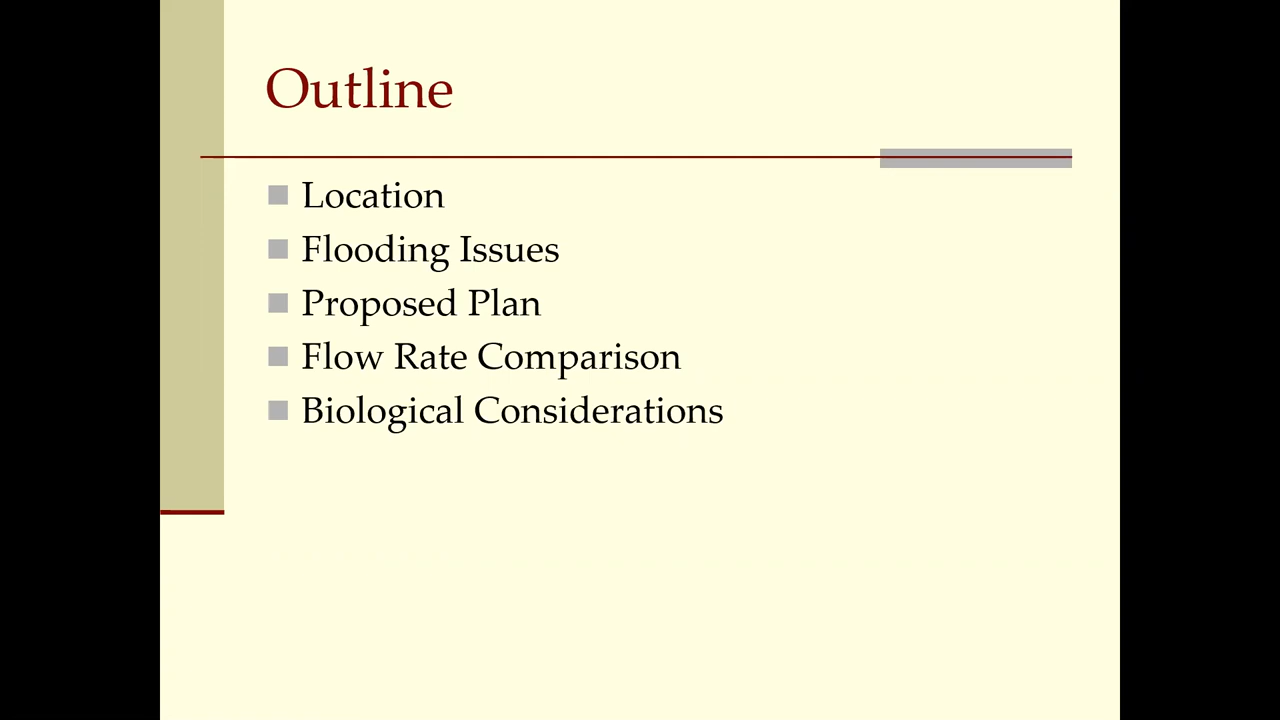 Outline
Location
Flooding Issues
Proposed Plan
Flow Rate Comparison
Biological Considerations